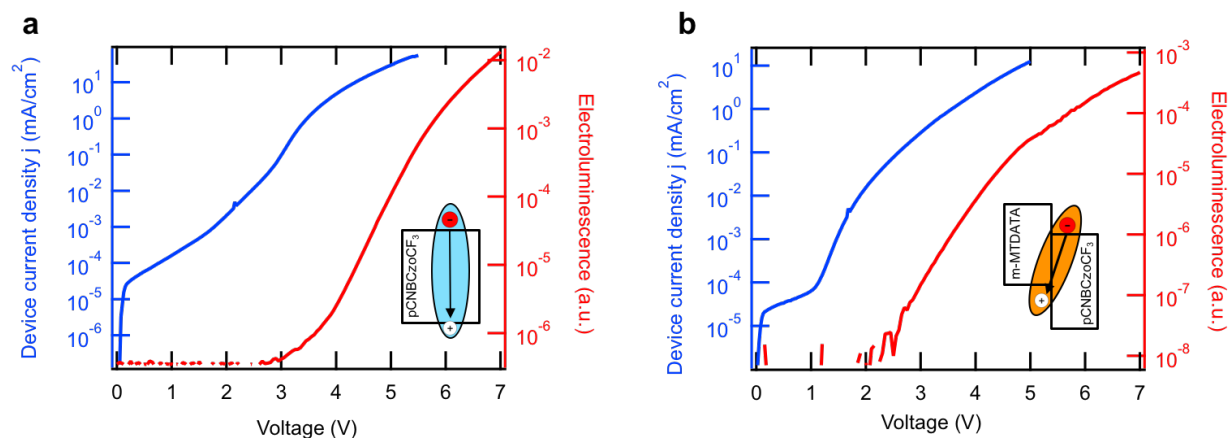 a
Device current density j (mA/cm²)
10¹
10⁰
10⁻¹
10⁻²
10⁻³
10⁻⁴
10⁻⁵
10⁻⁶
0 1 2 3 4 5 6 7
Voltage (V)
10⁻²
10⁻³
10⁻⁴
10⁻⁵
10⁻⁶
Electroluminescence (a.u.)
pCNBCzoCF₃
-
+
b
Device current density j (mA/cm²)
10¹
10⁰
10⁻¹
10⁻²
10⁻³
10⁻⁴
10⁻⁵
0 1 2 3 4 5 6 7
Voltage (V)
10⁻³
10⁻⁴
10⁻⁵
10⁻⁶
10⁻⁷
10⁻⁸
Electroluminescence (a.u.)
m-MTDATA
pCNBCzoCF₃
-
+